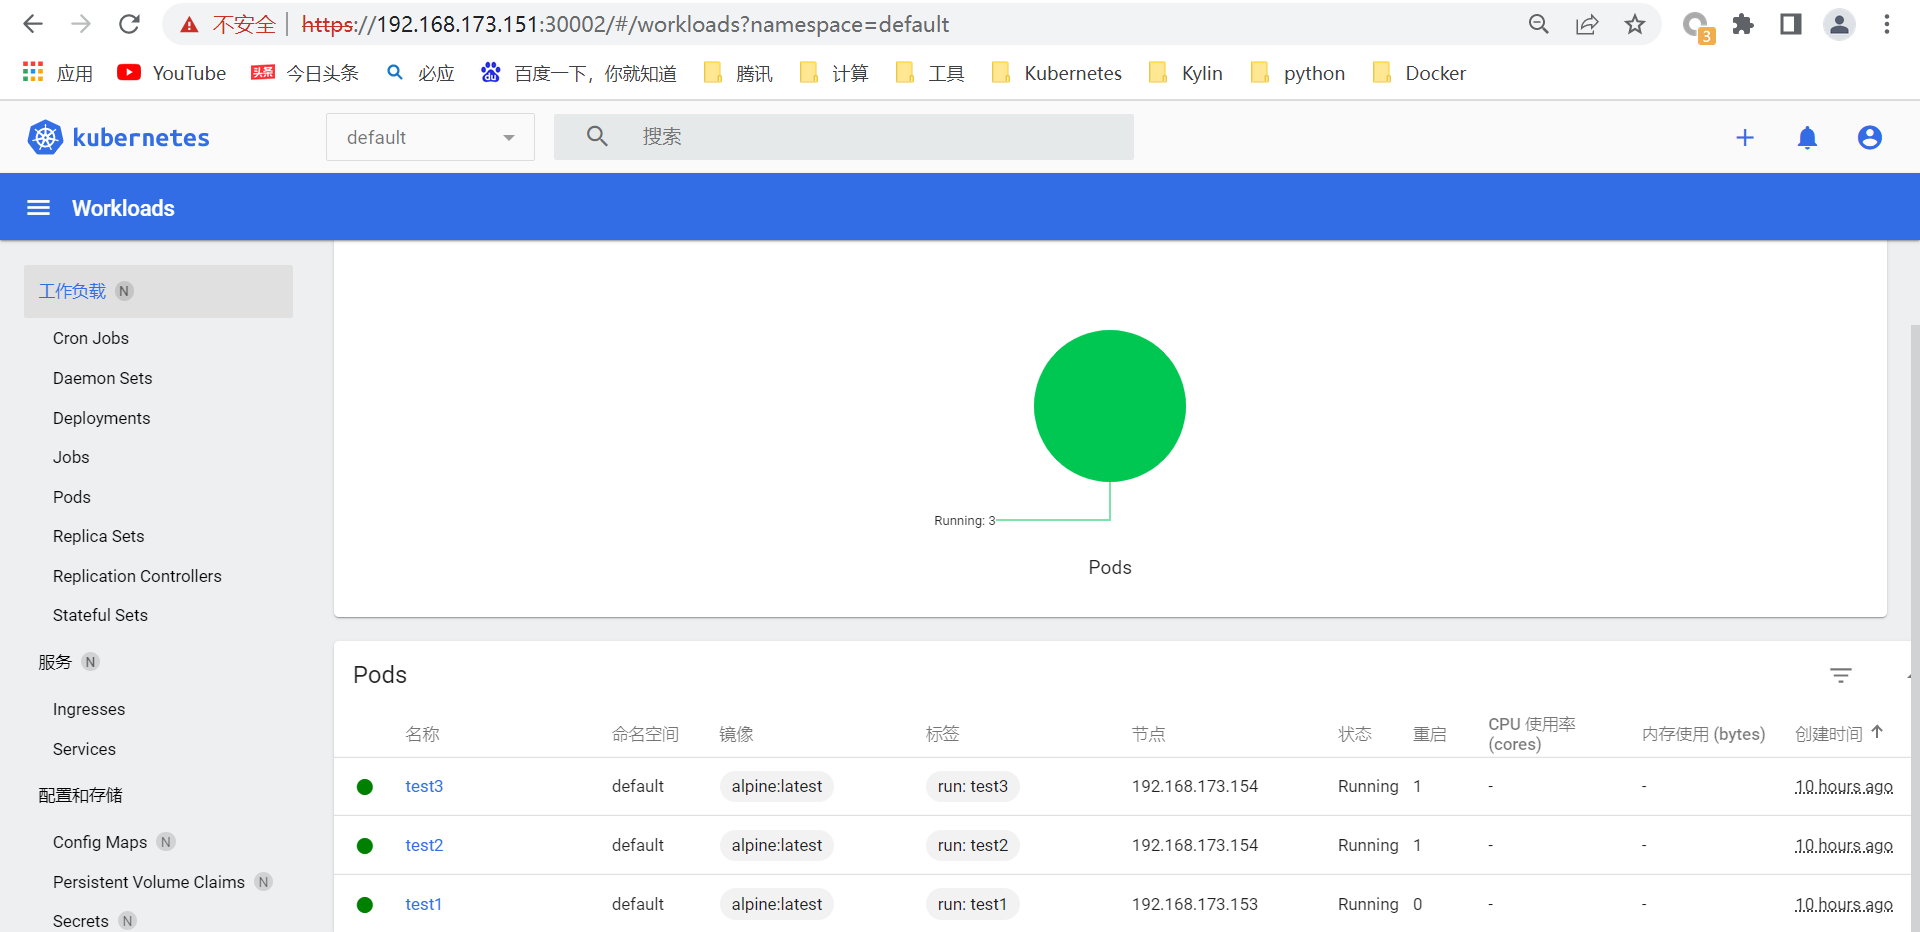 不安全 https://192.168.173.151:30002/#/workloads?namespace=default
3
应用 YouTube 头条 今日头条 必应 百度一下，你就知道 腾讯 计算 工具 Kubernetes Kylin python Docker
kubernetes default 搜索
Workloads
工作负载 N
Cron Jobs
Daemon Sets
Deployments
Jobs
Pods
Replica Sets
Replication Controllers
Stateful Sets
服务 N
Ingresses
Services
配置和存储
Config Maps N
Persistent Volume Claims N
Secrets N
Running: 3
Pods
Pods
名称 命名空间 镜像 标签 节点 状态 重启 CPU 使用率 (cores) 内存使用 (bytes) 创建时间
test3 default alpine:latest run: test3 192.168.173.154 Running 1 - - 10 hours ago
test2 default alpine:latest run: test2 192.168.173.154 Running 1 - - 10 hours ago
test1 default alpine:latest run: test1 192.168.173.153 Running 0 - - 10 hours ago